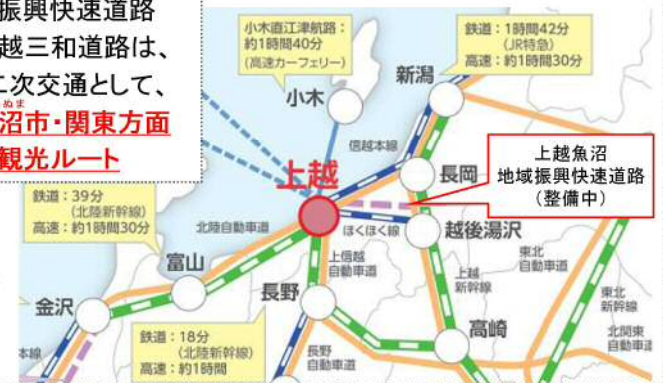 振興快速道路
越三和道路は、
二次交通として、
ぬま
沼市・関東方面
観光ルート
小木直江津航路：
約1時間40分
(高速カーフェリー)
鉄道：1時間42分
(JR特急)
高速：約1時間30分
新潟
小木
信越本線
上越魚沼
地域振興快速道路
(整備中)
上越
長岡
鉄道：39分
(北陸新幹線)
高速：約1時間30分
北陸自動車道
ほくほく線
越後湯沢
富山
上信越
自動車道
上越
新幹線
東北
自動車道
金沢
長野
東北
新幹線
鉄道：18分
(北陸新幹線)
高速：約1時間
高崎
北関東
自動車道
本線
長野
自動車道